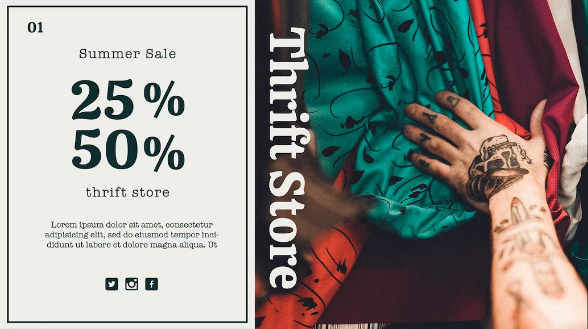 01
Summer Sale
25%
50%
thrift store
Lorem ipsum dolor sit amet, consectetur
adipisicing elit, sed do eiusmod tempor inci-
didunt ut labore et dolore magna aliqua. Ut
Thrift Store